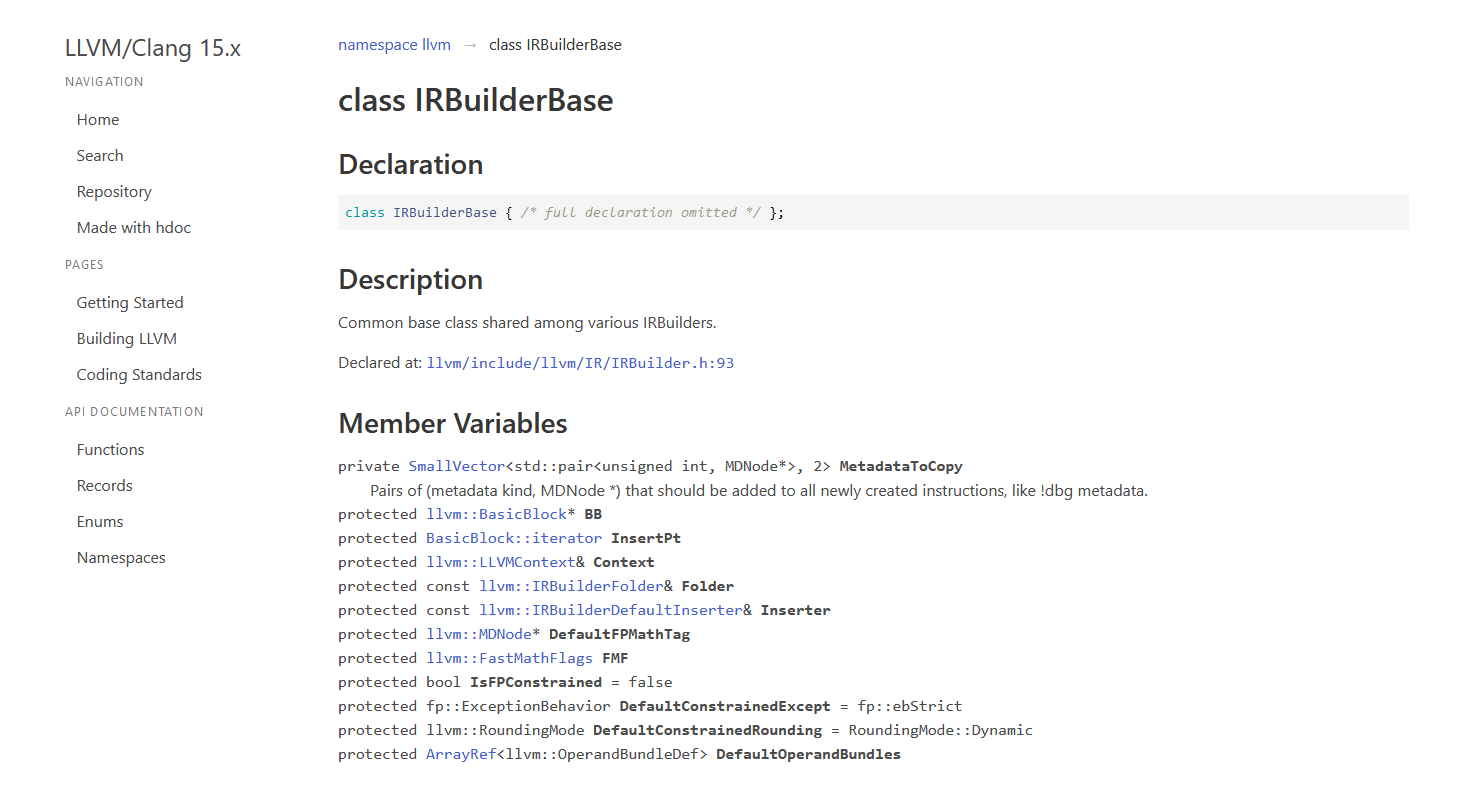 LLVM/Clang 15.x
NAVIGATION
Home
Search
Repository
Made with hdoc
PAGES
Getting Started
Building LLVM
Coding Standards
API DOCUMENTATION
Functions
Records
Enums
Namespaces
namespace llvm → class IRBuilderBase
class IRBuilderBase
Declaration
class IRBuilderBase { /* full declaration omitted */ };
Description
Common base class shared among various IRBuilders.
Declared at: llvm/include/llvm/IR/IRBuilder.h:93
Member Variables
private SmallVector<std::pair<unsigned int, MDNode*>, 2> MetadataToCopy
Pairs of (metadata kind, MDNode *) that should be added to all newly created instructions, like !dbg metadata.
protected llvm::BasicBlock* BB
protected BasicBlock::iterator InsertPt
protected llvm::LLVMContext& Context
protected const llvm::IRBuilderFolder& Folder
protected const llvm::IRBuilderDefaultInserter& Inserter
protected llvm::MDNode* DefaultFPMathTag
protected llvm::FastMathFlags FMF
protected bool IsFPConstrained = false
protected fp::ExceptionBehavior DefaultConstrainedExcept = fp::ebStrict
protected llvm::RoundingMode DefaultConstrainedRounding = RoundingMode::Dynamic
protected ArrayRef<llvm::OperandBundleDef> DefaultOperandBundles